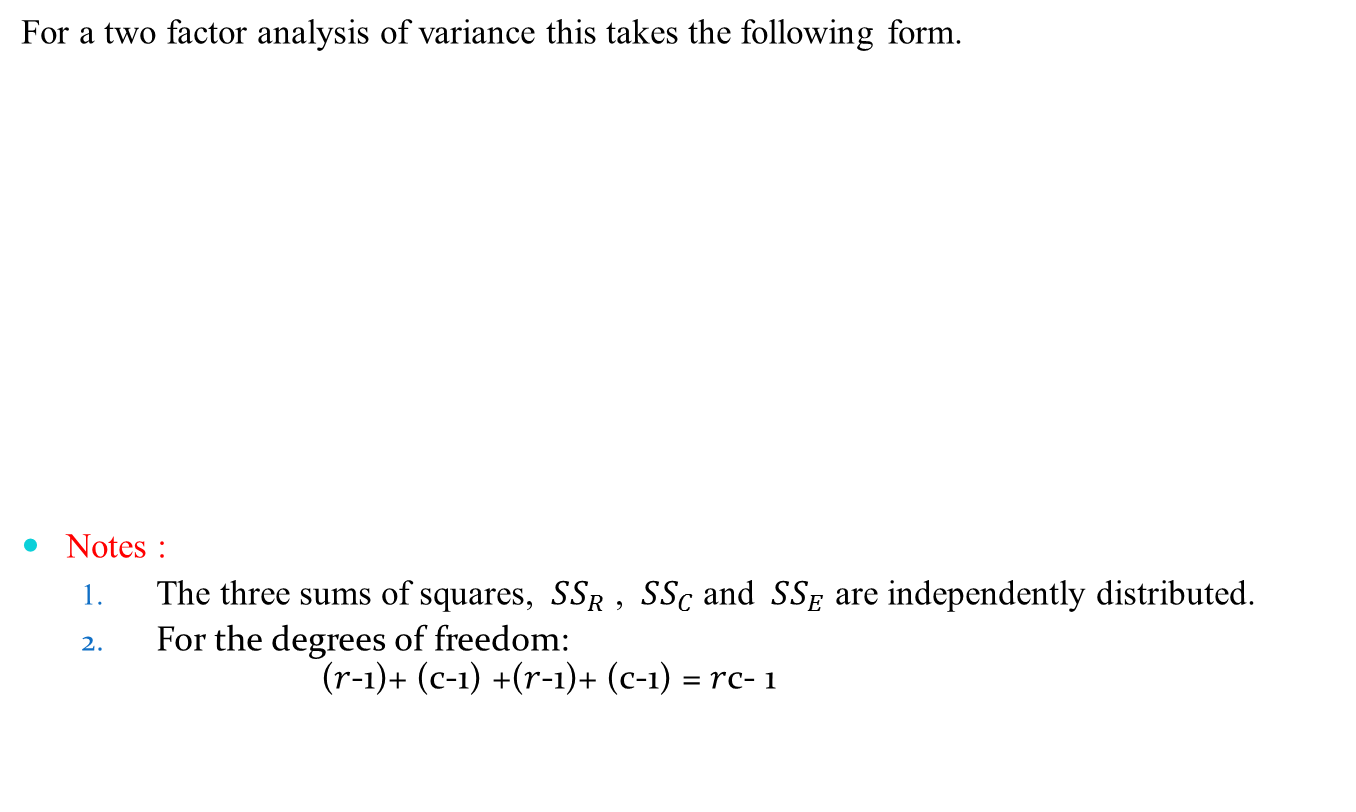 For a two factor analysis of variance this takes the following form.
• Notes :
1. The three sums of squares, SS_R , SS_C and SS_E are independently distributed.
2. For the degrees of freedom:
(r-1)+ (c-1) +(r-1)+ (c-1) = rc- 1